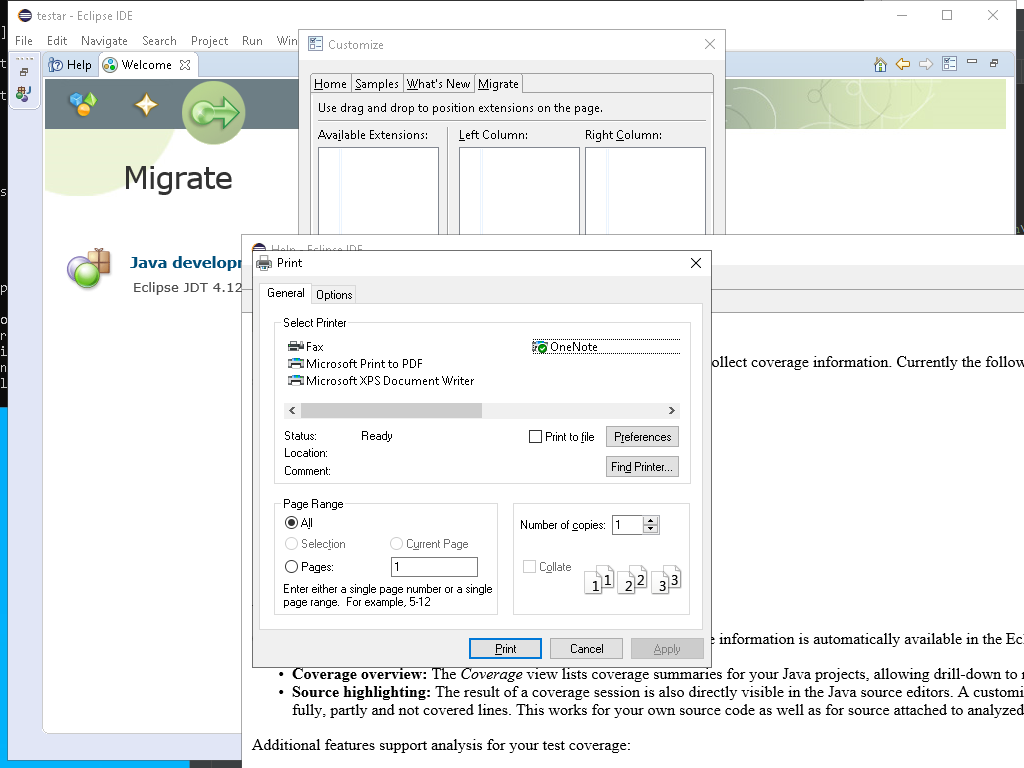 testar - Eclipse IDE
File Edit Navigate Search Project Run Win
Customize
Help Welcome
Home Samples What's New Migrate
Use drag and drop to position extensions on the page.
Available Extensions: Left Column: Right Column:
Migrate
Help - Eclipse IDE
Java develop
Eclipse JDT 4.12
Print
General Options
Select Printer
Fax
OneNote
Microsoft Print to PDF
Microsoft XPS Document Writer
ollect coverage information. Currently the follow
Status: Ready
Print to file
Preferences
Location:
Comment:
Find Printer...
Page Range
All
Selection Current Page
Pages: 1
Enter either a single page number or a single
page range. For example, 5-12
Number of copies: 1
Collate
1 1 2 2 3 3
Print Cancel Apply
e information is automatically available in the Ecl
• Coverage overview: The Coverage view lists coverage summaries for your Java projects, allowing drill-down to
• Source highlighting: The result of a coverage session is also directly visible in the Java source editors. A customi
fully, partly and not covered lines. This works for your own source code as well as for source attached to analyzed
Additional features support analysis for your test coverage: